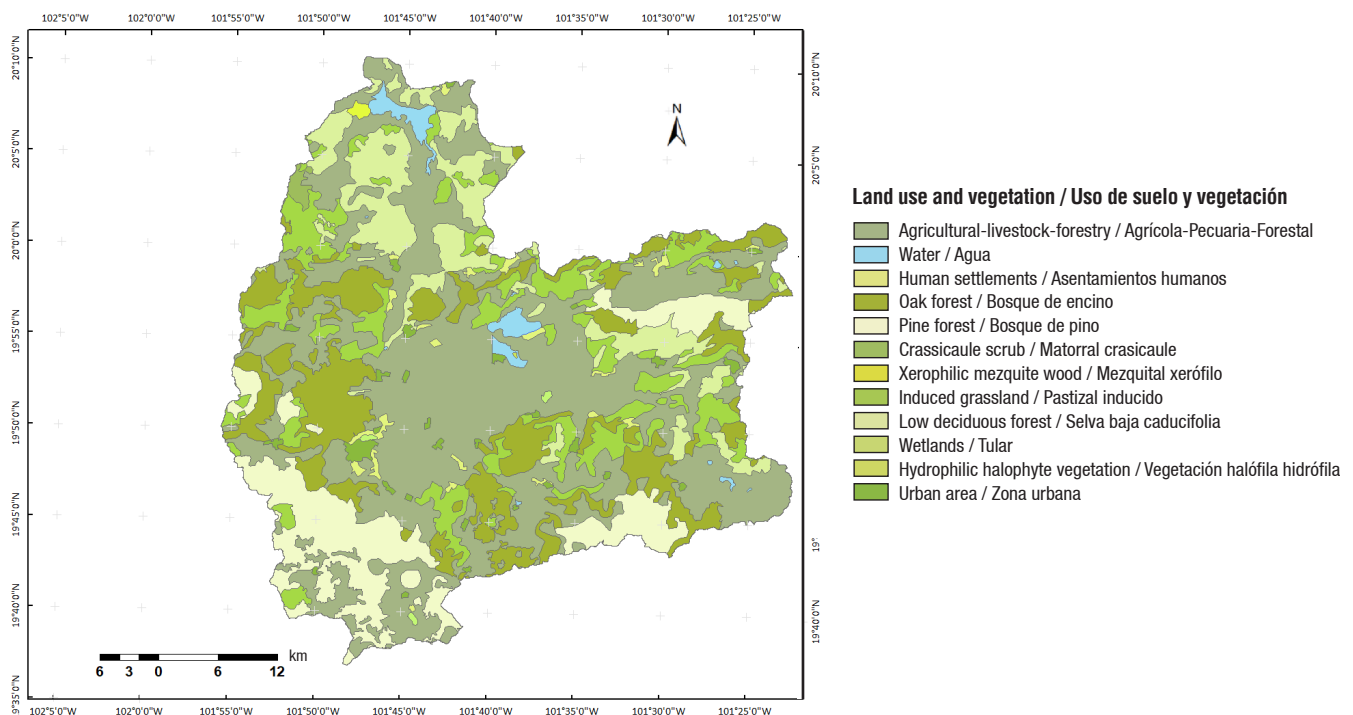 102°5'0"W 102°0'0"W 101°55'0"W 101°50'0"W 101°45'0"W 101°40'0"W 101°35'0"W 101°30'0"W 101°25'0"W
20°10'0"N
20°5'0"N
20°0'0"N
19°55'0"N
19°50'0"N
19°45'0"N
19°40'0"N
19°35'0"N
N
20°10'0"N
20°5'0"N
19°
19°40'0"N
Land use and vegetation / Uso de suelo y vegetación
Agricultural-livestock-forestry / Agrícola-Pecuaria-Forestal
Water / Agua
Human settlements / Asentamientos humanos
Oak forest / Bosque de encino
Pine forest / Bosque de pino
Crassicaule scrub / Matorral crasicaule
Xerophilic mezquite wood / Mezquital xerófilo
Induced grassland / Pastizal inducido
Low deciduous forest / Selva baja caducifolia
Wetlands / Tular
Hydrophilic halophyte vegetation / Vegetación halófila hidrófila
Urban area / Zona urbana
km
6 3 0 6 12
102°5'0"W 102°0'0"W 101°55'0"W 101°50'0"W 101°45'0"W 101°40'0"W 101°35'0"W 101°30'0"W 101°25'0"W